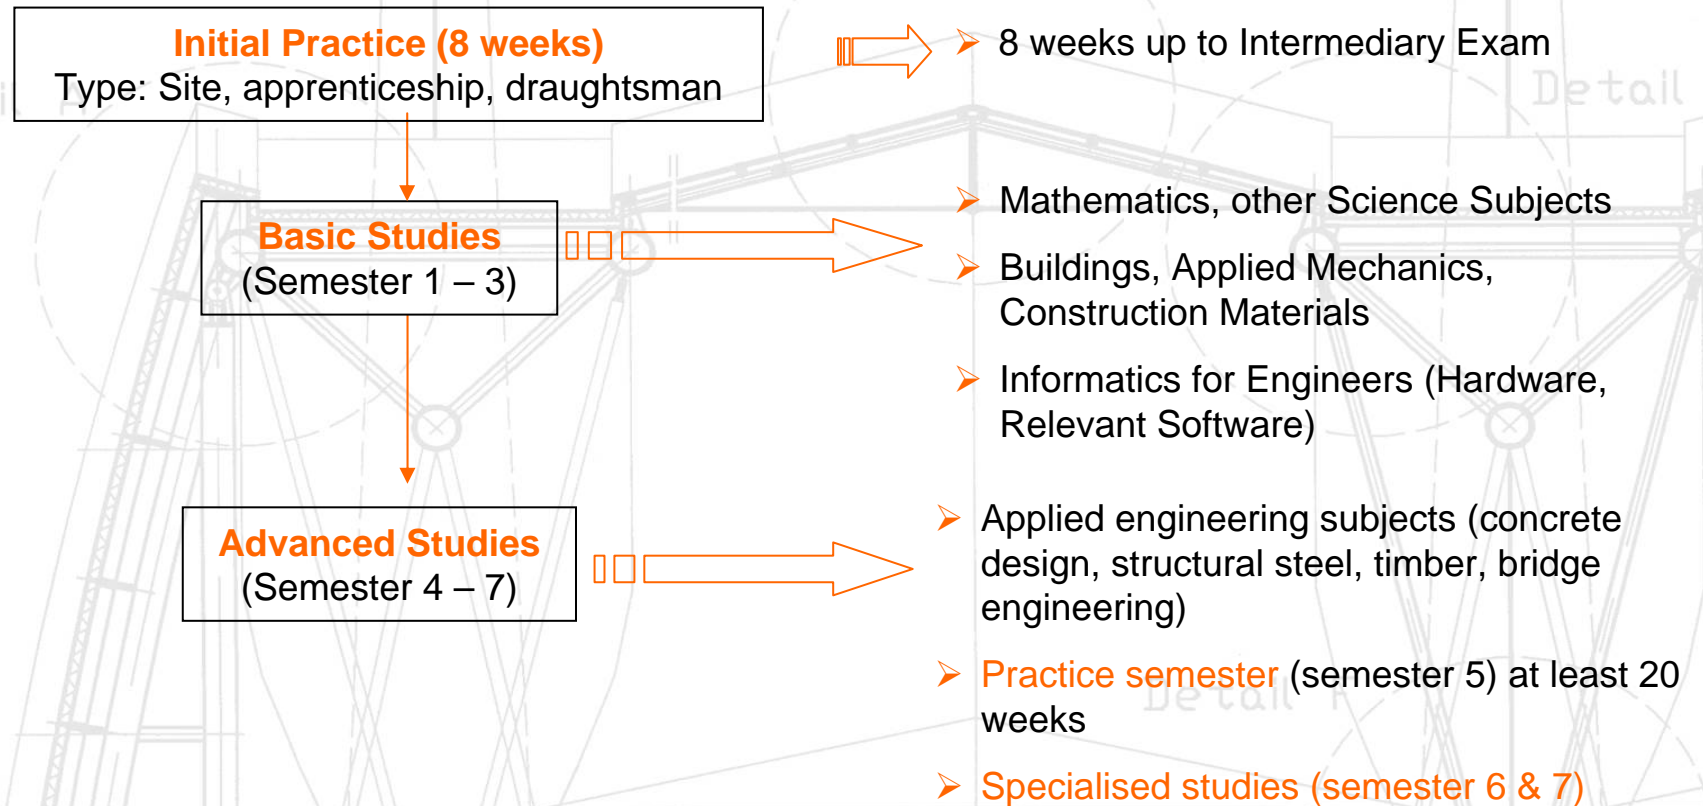 Initial Practice (8 weeks)
Type: Site, apprenticeship, draughtsman
➢ 8 weeks up to Intermediary Exam
Detail
Basic Studies
(Semester 1 – 3)
➢ Mathematics, other Science Subjects
➢ Buildings, Applied Mechanics,
Construction Materials
➢ Informatics for Engineers (Hardware,
Relevant Software)
Advanced Studies
(Semester 4 – 7)
➢ Applied engineering subjects (concrete
design, structural steel, timber, bridge
engineering)
➢ Practice semester (semester 5) at least 20
weeks
Detail
➢ Specialised studies (semester 6 & 7)